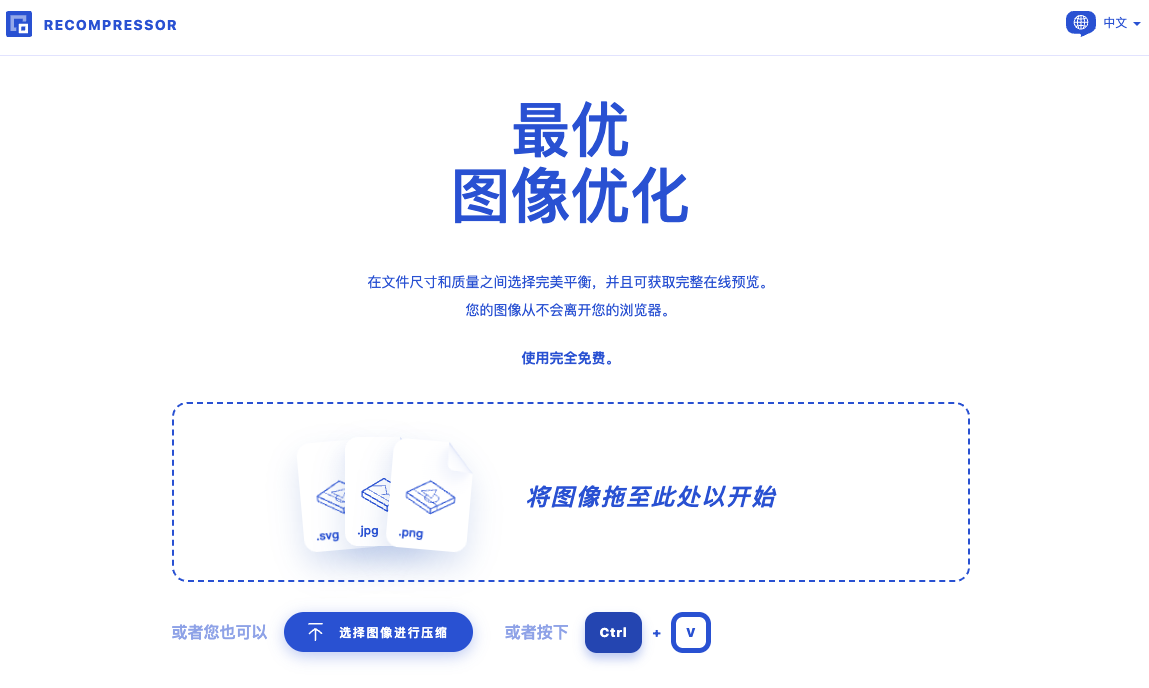 RECOMPRESSOR
中文
最优
图像优化
在文件尺寸和质量之间选择完美平衡，并且可获取完整在线预览。
您的图像从不会离开您的浏览器。
使用完全免费。
.svg
.jpg
.png
将图像拖至此处以开始
或者您也可以
选择图像进行压缩
或者按下
Ctrl + V